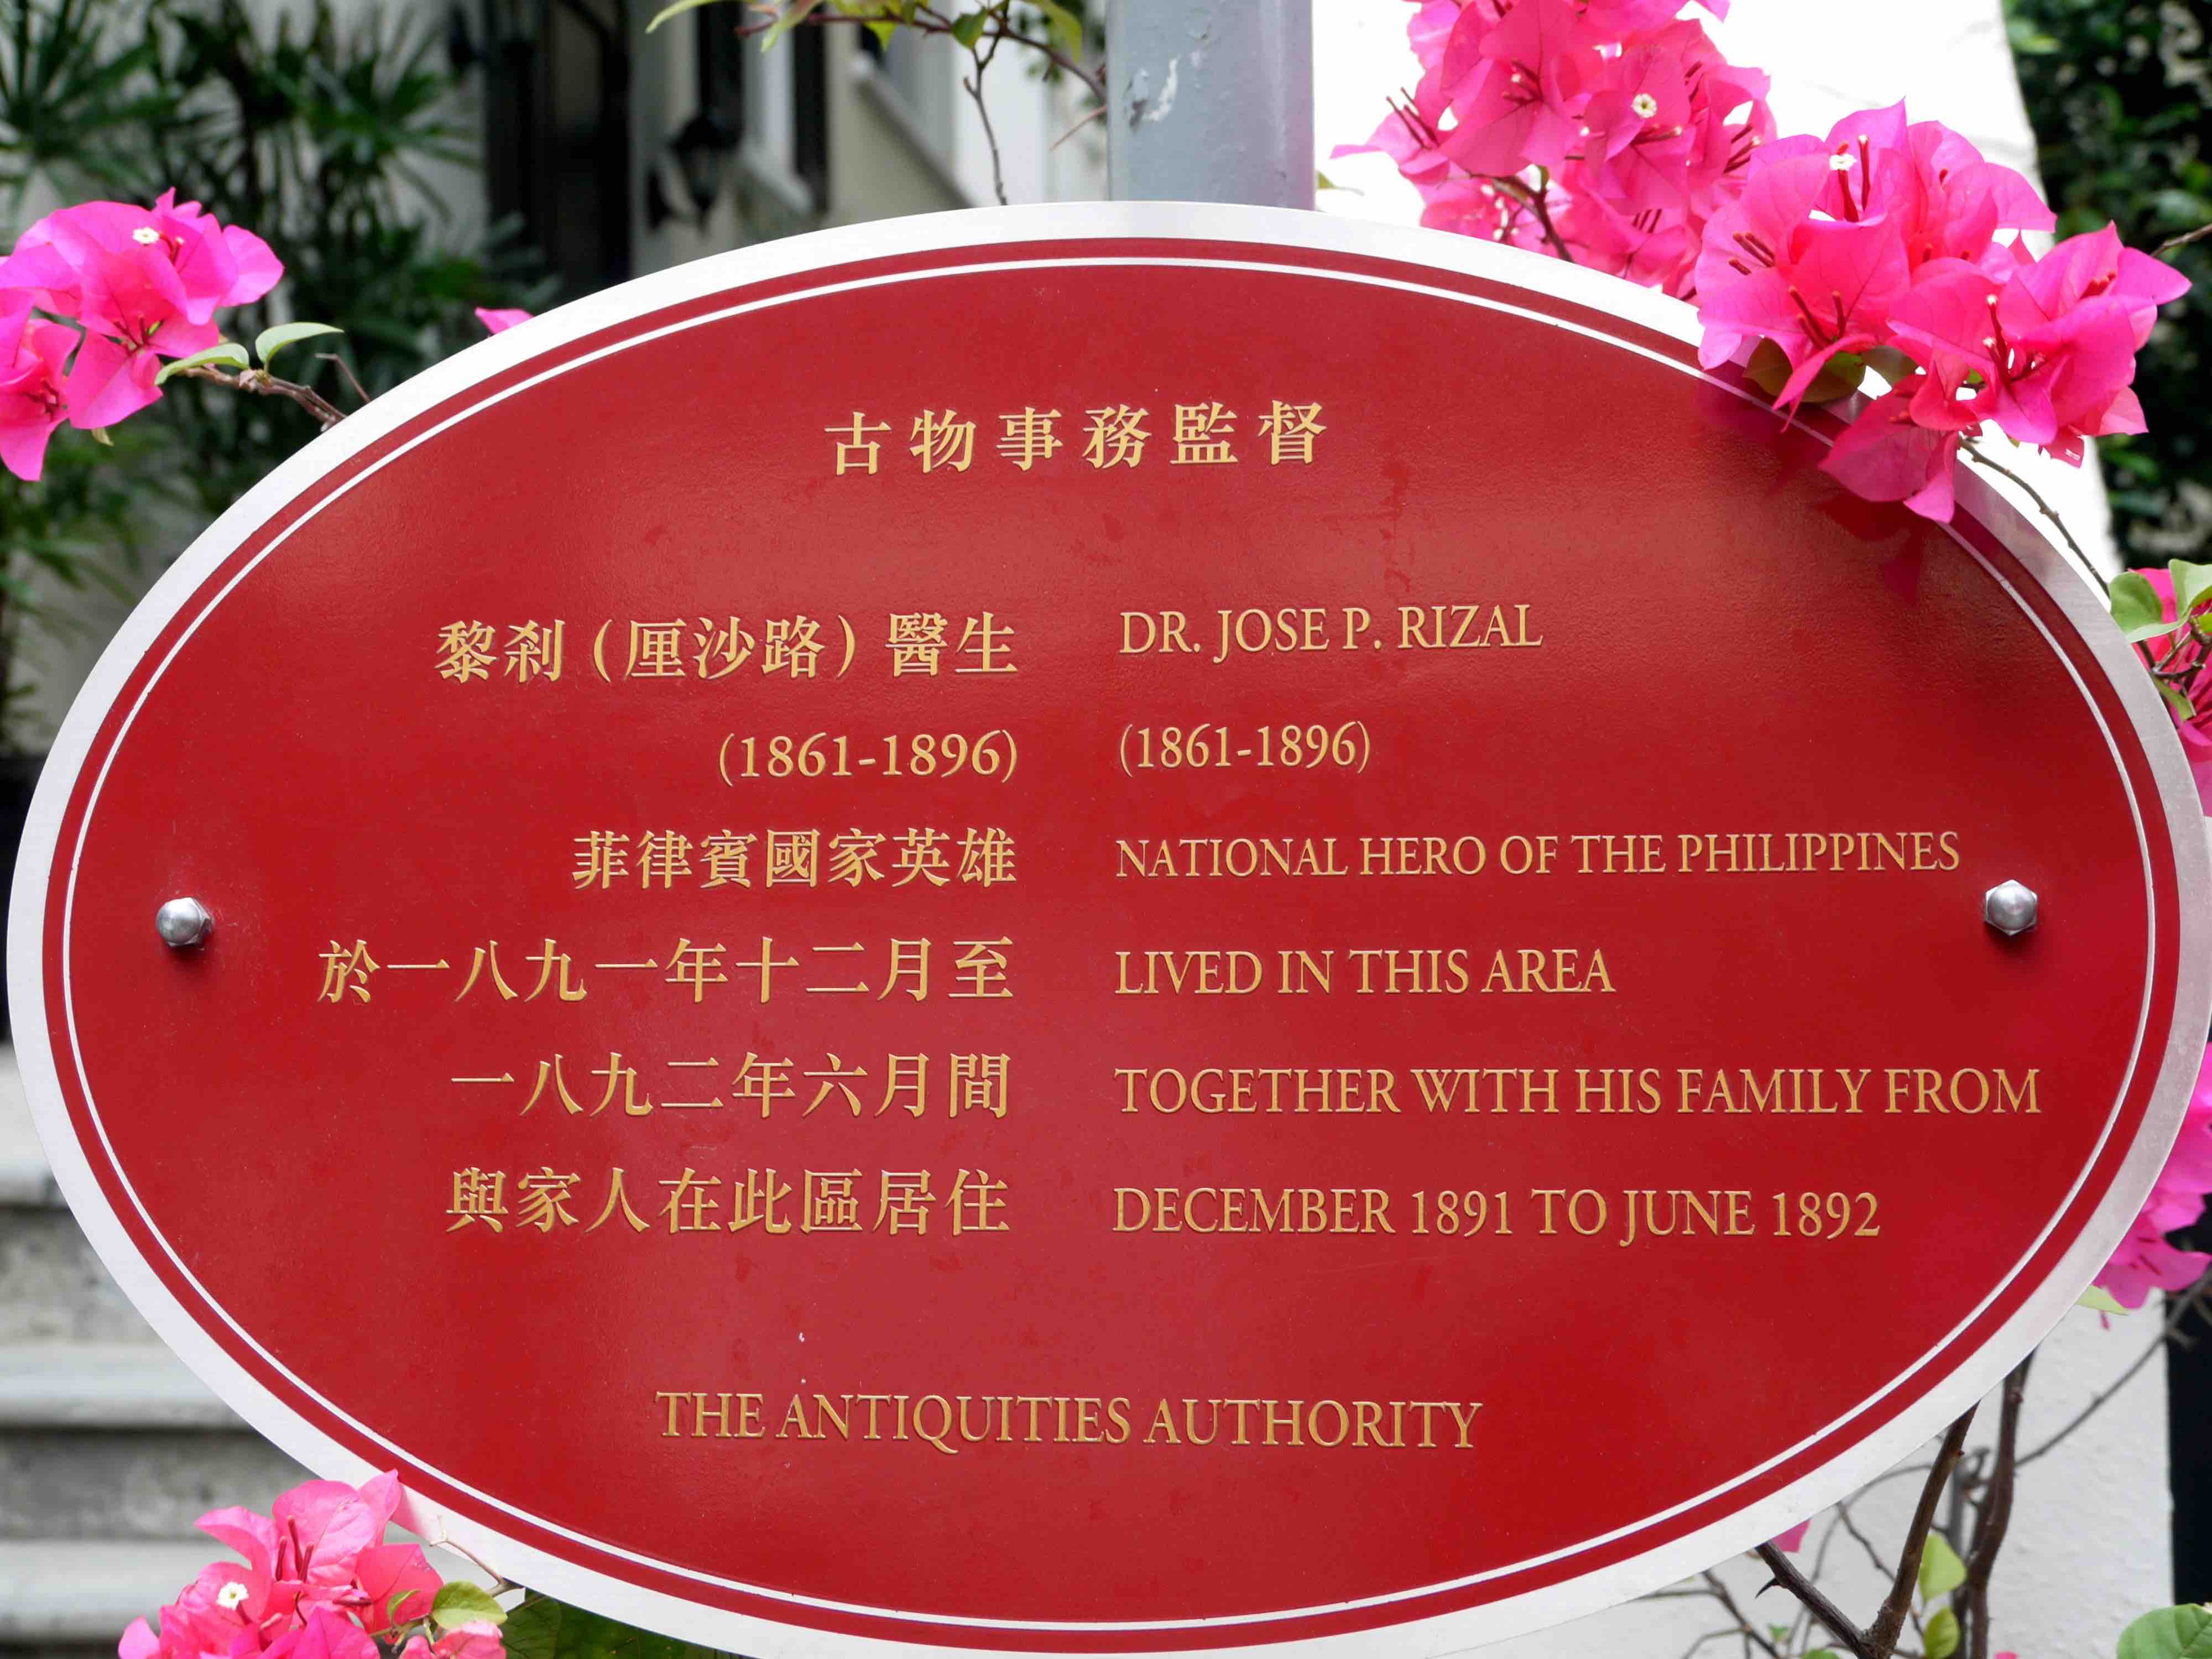 古物事務監督
黎剎（厘沙路）醫生
(1861-1896)
菲律賓國家英雄
於一八九一年十二月至
一八九二年六月間
與家人在此區居住
DR. JOSE P. RIZAL
(1861-1896)
NATIONAL HERO OF THE PHILIPPINES
LIVED IN THIS AREA
TOGETHER WITH HIS FAMILY FROM
DECEMBER 1891 TO JUNE 1892
THE ANTIQUITIES AUTHORITY